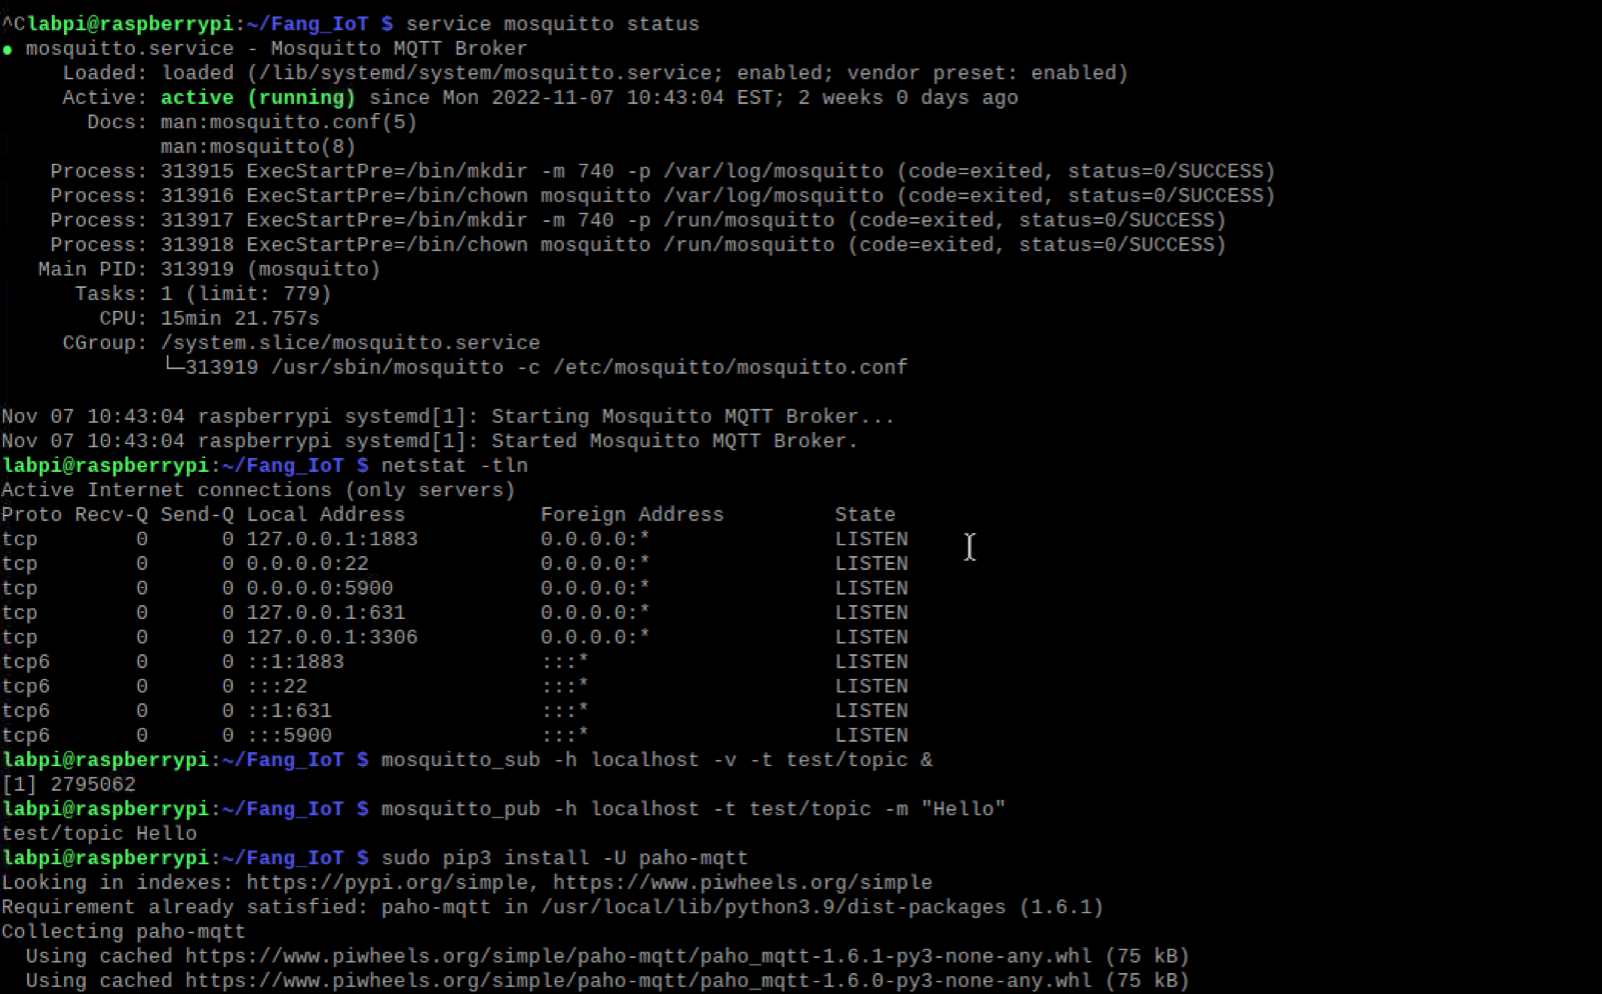 ^Clabpi@raspberrypi:~/Fang_IoT $ service mosquitto status
● mosquitto.service - Mosquitto MQTT Broker
     Loaded: loaded (/lib/systemd/system/mosquitto.service; enabled; vendor preset: enabled)
     Active: active (running) since Mon 2022-11-07 10:43:04 EST; 2 weeks 0 days ago
       Docs: man:mosquitto.conf(5)
             man:mosquitto(8)
    Process: 313915 ExecStartPre=/bin/mkdir -m 740 -p /var/log/mosquitto (code=exited, status=0/SUCCESS)
    Process: 313916 ExecStartPre=/bin/chown mosquitto /var/log/mosquitto (code=exited, status=0/SUCCESS)
    Process: 313917 ExecStartPre=/bin/mkdir -m 740 -p /run/mosquitto (code=exited, status=0/SUCCESS)
    Process: 313918 ExecStartPre=/bin/chown mosquitto /run/mosquitto (code=exited, status=0/SUCCESS)
   Main PID: 313919 (mosquitto)
      Tasks: 1 (limit: 779)
        CPU: 15min 21.757s
     CGroup: /system.slice/mosquitto.service
             └─313919 /usr/sbin/mosquitto -c /etc/mosquitto/mosquitto.conf
Nov 07 10:43:04 raspberrypi systemd[1]: Starting Mosquitto MQTT Broker...
Nov 07 10:43:04 raspberrypi systemd[1]: Started Mosquitto MQTT Broker.
labpi@raspberrypi:~/Fang_IoT $ netstat -tln
Active Internet connections (only servers)
Proto Recv-Q Send-Q Local Address           Foreign Address         State
tcp        0      0 127.0.0.1:1883          0.0.0.0:*               LISTEN
tcp        0      0 0.0.0.0:22              0.0.0.0:*               LISTEN
tcp        0      0 0.0.0.0:5900            0.0.0.0:*               LISTEN
tcp        0      0 127.0.0.1:631           0.0.0.0:*               LISTEN
tcp        0      0 127.0.0.1:3306          0.0.0.0:*               LISTEN
tcp6       0      0 ::1:1883                :::*                    LISTEN
tcp6       0      0 :::22                   :::*                    LISTEN
tcp6       0      0 ::1:631                 :::*                    LISTEN
tcp6       0      0 :::5900                 :::*                    LISTEN
labpi@raspberrypi:~/Fang_IoT $ mosquitto_sub -h localhost -v -t test/topic &
[1] 2795062
labpi@raspberrypi:~/Fang_IoT $ mosquitto_pub -h localhost -t test/topic -m "Hello"
test/topic Hello
labpi@raspberrypi:~/Fang_IoT $ sudo pip3 install -U paho-mqtt
Looking in indexes: https://pypi.org/simple, https://www.piwheels.org/simple
Requirement already satisfied: paho-mqtt in /usr/local/lib/python3.9/dist-packages (1.6.1)
Collecting paho-mqtt
  Using cached https://www.piwheels.org/simple/paho-mqtt/paho_mqtt-1.6.1-py3-none-any.whl (75 kB)
  Using cached https://www.piwheels.org/simple/paho-mqtt/paho_mqtt-1.6.0-py3-none-any.whl (75 kB)